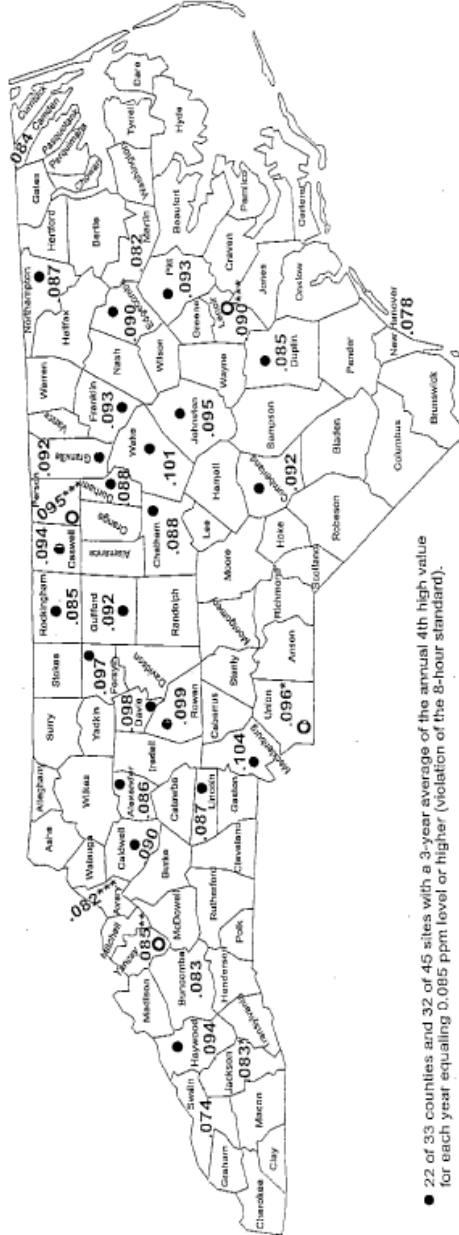 Cherokee
Graham
Clay
Macon
Swain
.074
Jackson
.083*
Haywood
.094
Transylvania
Madison
Buncombe
.083
Henderson
Yancey
.085**
Mitchell
Avery
.082***
McDowell
Polk
Rutherford
Burke
Caldwell
.090
Watauga
Ashe
Alleghany
Wilkes
Alexander
.086
Catawba
Lincoln
.087
Cleveland
Gaston
Mecklenburg
.104
Surry
Yadkin
Iredell
Davie
.098
Rowan
.099
Cabarrus
Union
.096*
Stokes
Forsyth
.097
Davidson
Stanly
Anson
Rockingham
.085
Guilford
.092
Randolph
Montgomery
Richmond
Scotland
Caswell
.094
Alamance
Orange
Chatham
.088
Moore
Lee
Hoke
Robeson
Person
.095***
Durham
.088
Granville
.092
Vance
Warren
Franklin
.093
Wake
.101
Harnett
Johnston
.095
Cumberland
.092
Sampson
Bladen
Columbus
Brunswick
Northampton
.087
Halifax
Nash
Edgecombe
.090
Wilson
Wayne
Greene
Lenoir
.090***
Duplin
.085
Pender
New Hanover
.078
Pitt
.093
Martin
.082
Bertie
Hertford
Gates
Chowan
Perquimans
Pasquotank
Camden
.084
Currituck
Washington
Tyrrell
Dare
Hyde
Beaufort
Pamlico
Craven
Jones
Onslow
Carteret
● 22 of 33 counties and 32 of 45 sites with a 3-year average of the annual 4th high value
for each year equaling 0.085 ppm level or higher (violation of the 8-hour standard).